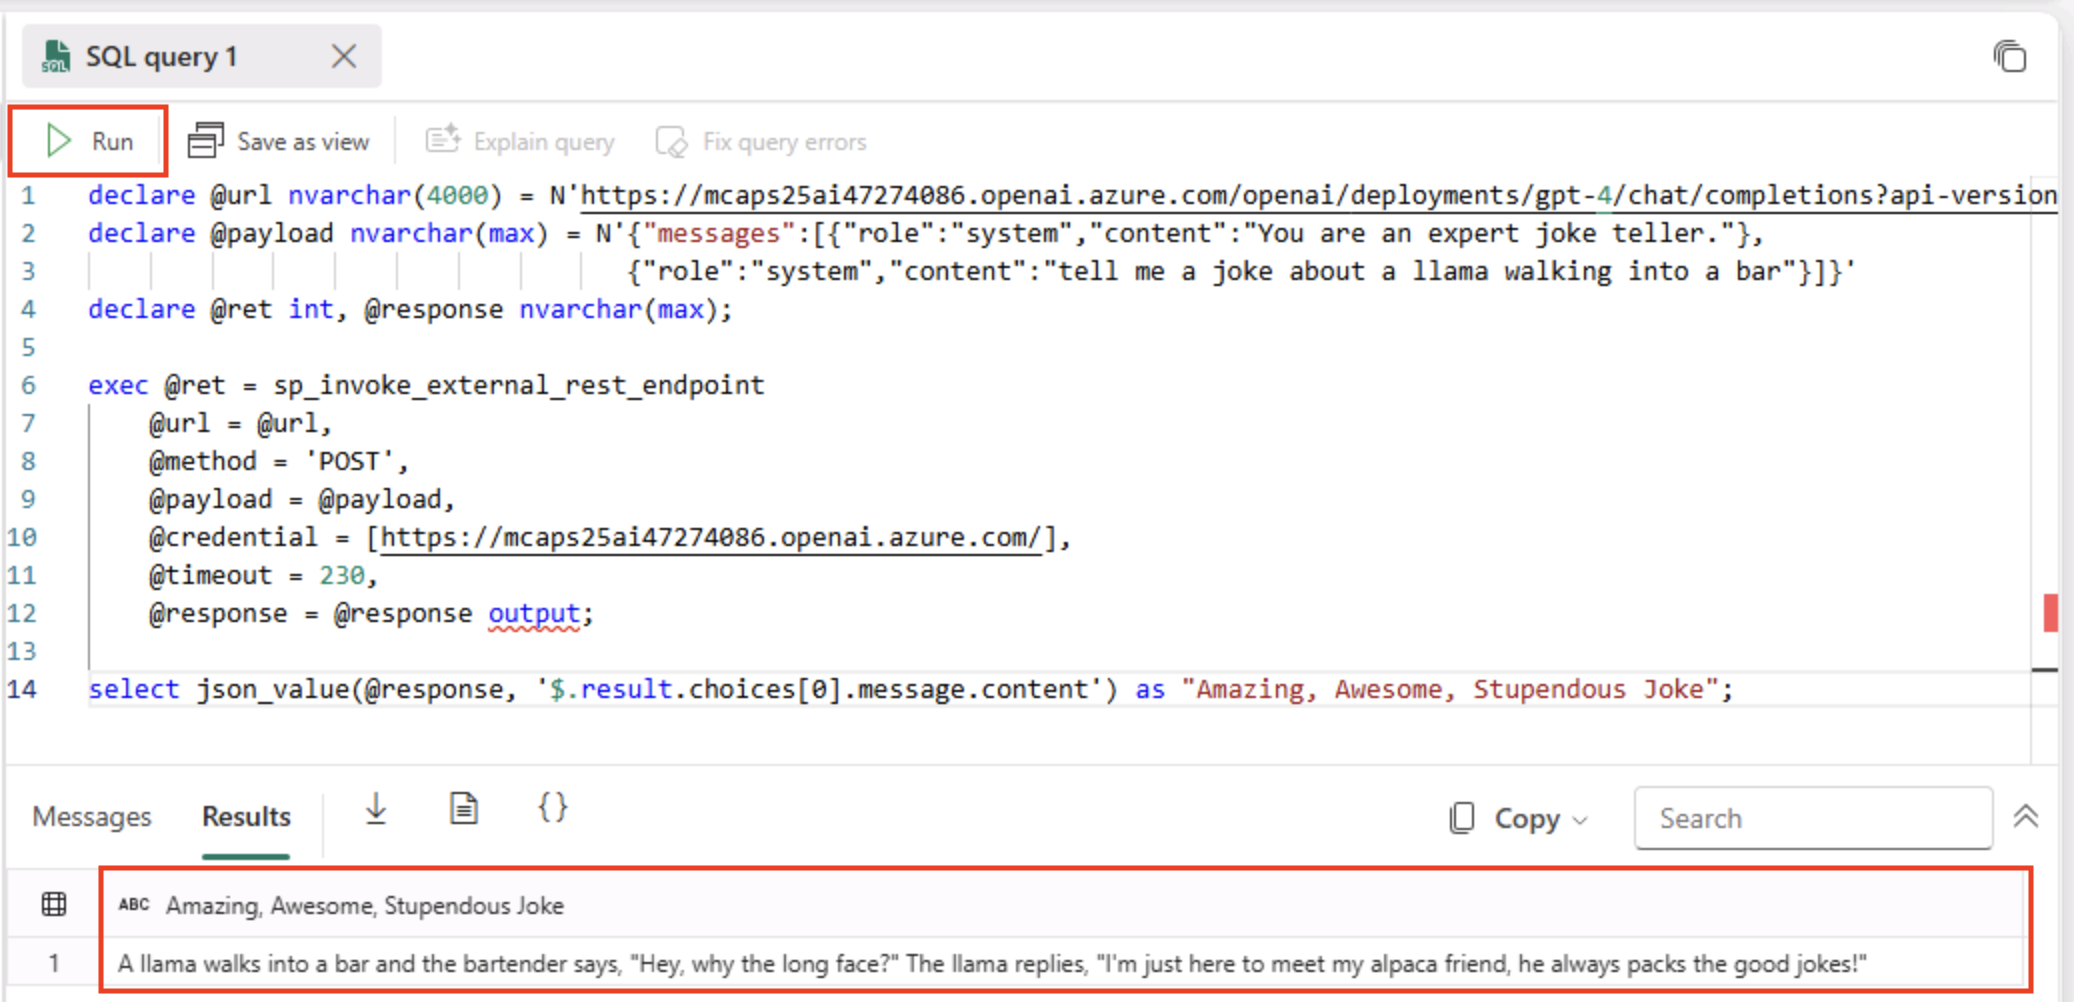 SQL query 1
Run Save as view Explain query Fix query errors
1 declare @url nvarchar(4000) = N'https://mcaps25ai47274086.openai.azure.com/openai/deployments/gpt-4/chat/completions?api-version
2 declare @payload nvarchar(max) = N'{"messages":[{"role":"system","content":"You are an expert joke teller."},
3 {"role":"system","content":"tell me a joke about a llama walking into a bar"}]}'
4 declare @ret int, @response nvarchar(max);
5
6 exec @ret = sp_invoke_external_rest_endpoint
7 @url = @url,
8 @method = 'POST',
9 @payload = @payload,
10 @credential = [https://mcaps25ai47274086.openai.azure.com/],
11 @timeout = 230,
12 @response = @response output;
13
14 select json_value(@response, '$.result.choices[0].message.content') as "Amazing, Awesome, Stupendous Joke";
Messages Results {} Copy Search
ABC Amazing, Awesome, Stupendous Joke
1 A llama walks into a bar and the bartender says, "Hey, why the long face?" The llama replies, "I'm just here to meet my alpaca friend, he always packs the good jokes!"